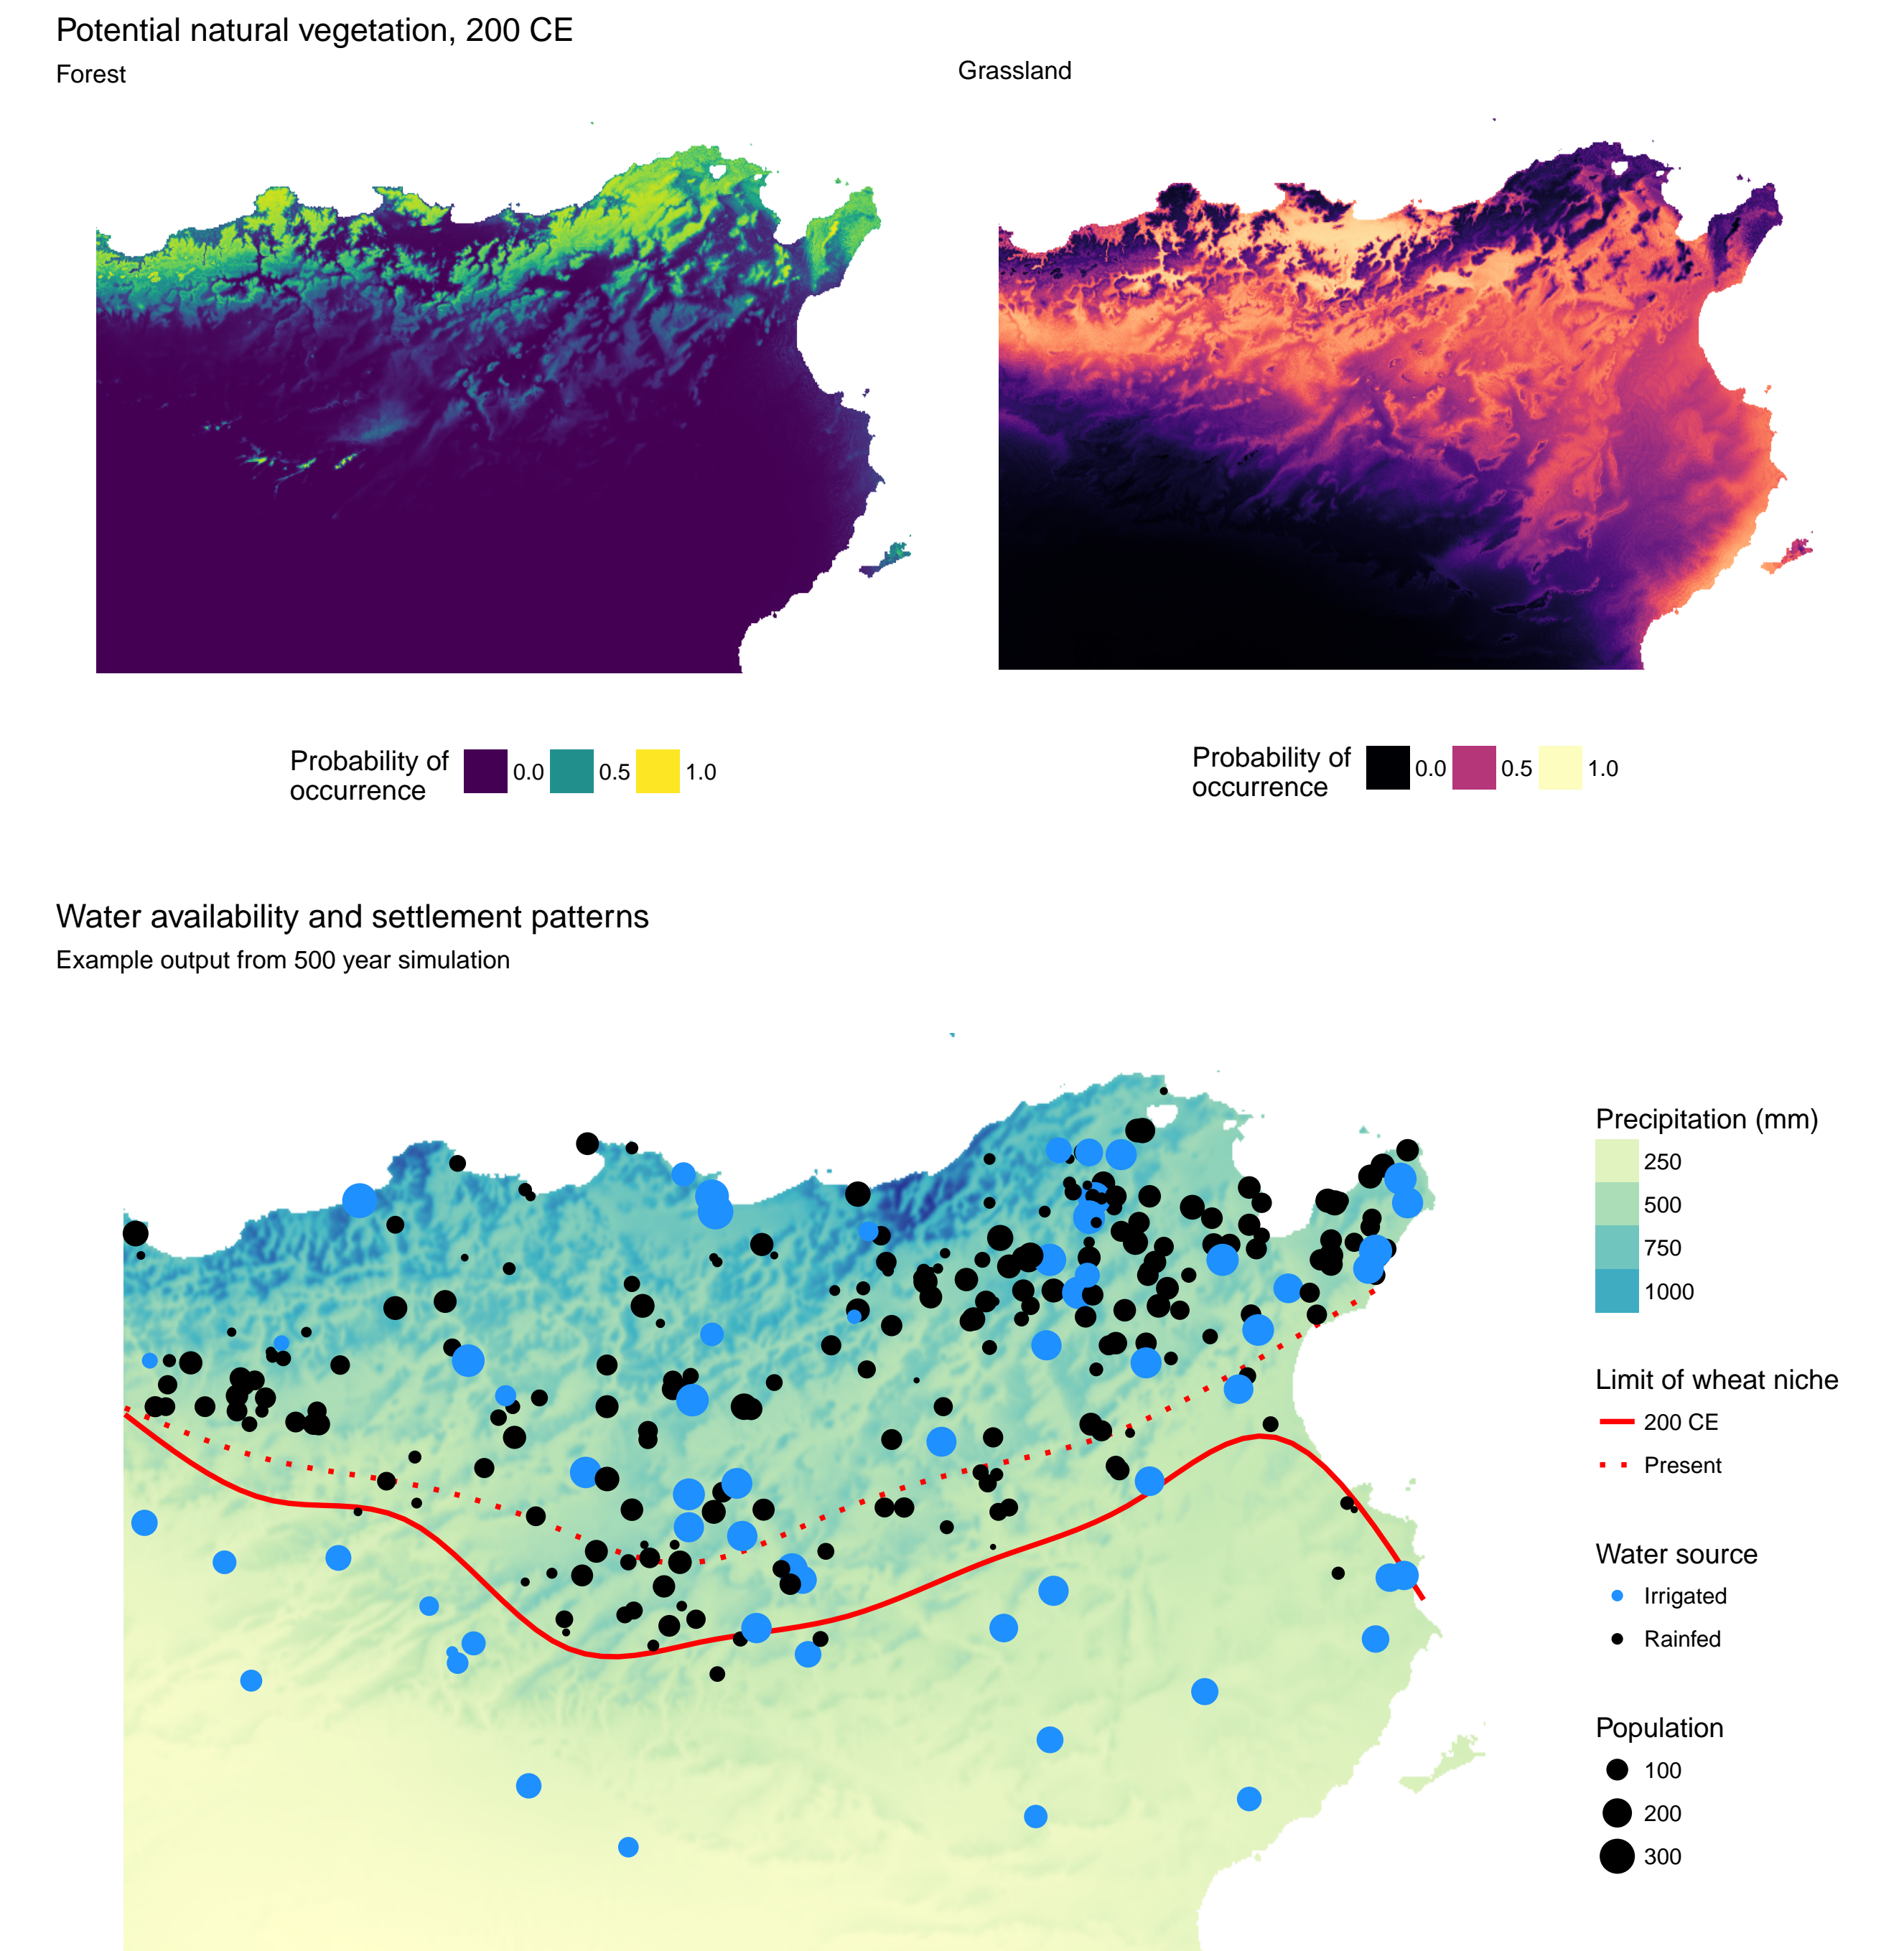 Potential natural vegetation, 200 CE
Forest
Grassland
Probability of
occurrence
0.0
0.5
1.0
Probability of
occurrence
0.0
0.5
1.0
Water availability and settlement patterns
Example output from 500 year simulation
Precipitation (mm)
250
500
750
1000
Limit of wheat niche
200 CE
Present
Water source
Irrigated
Rainfed
Population
100
200
300